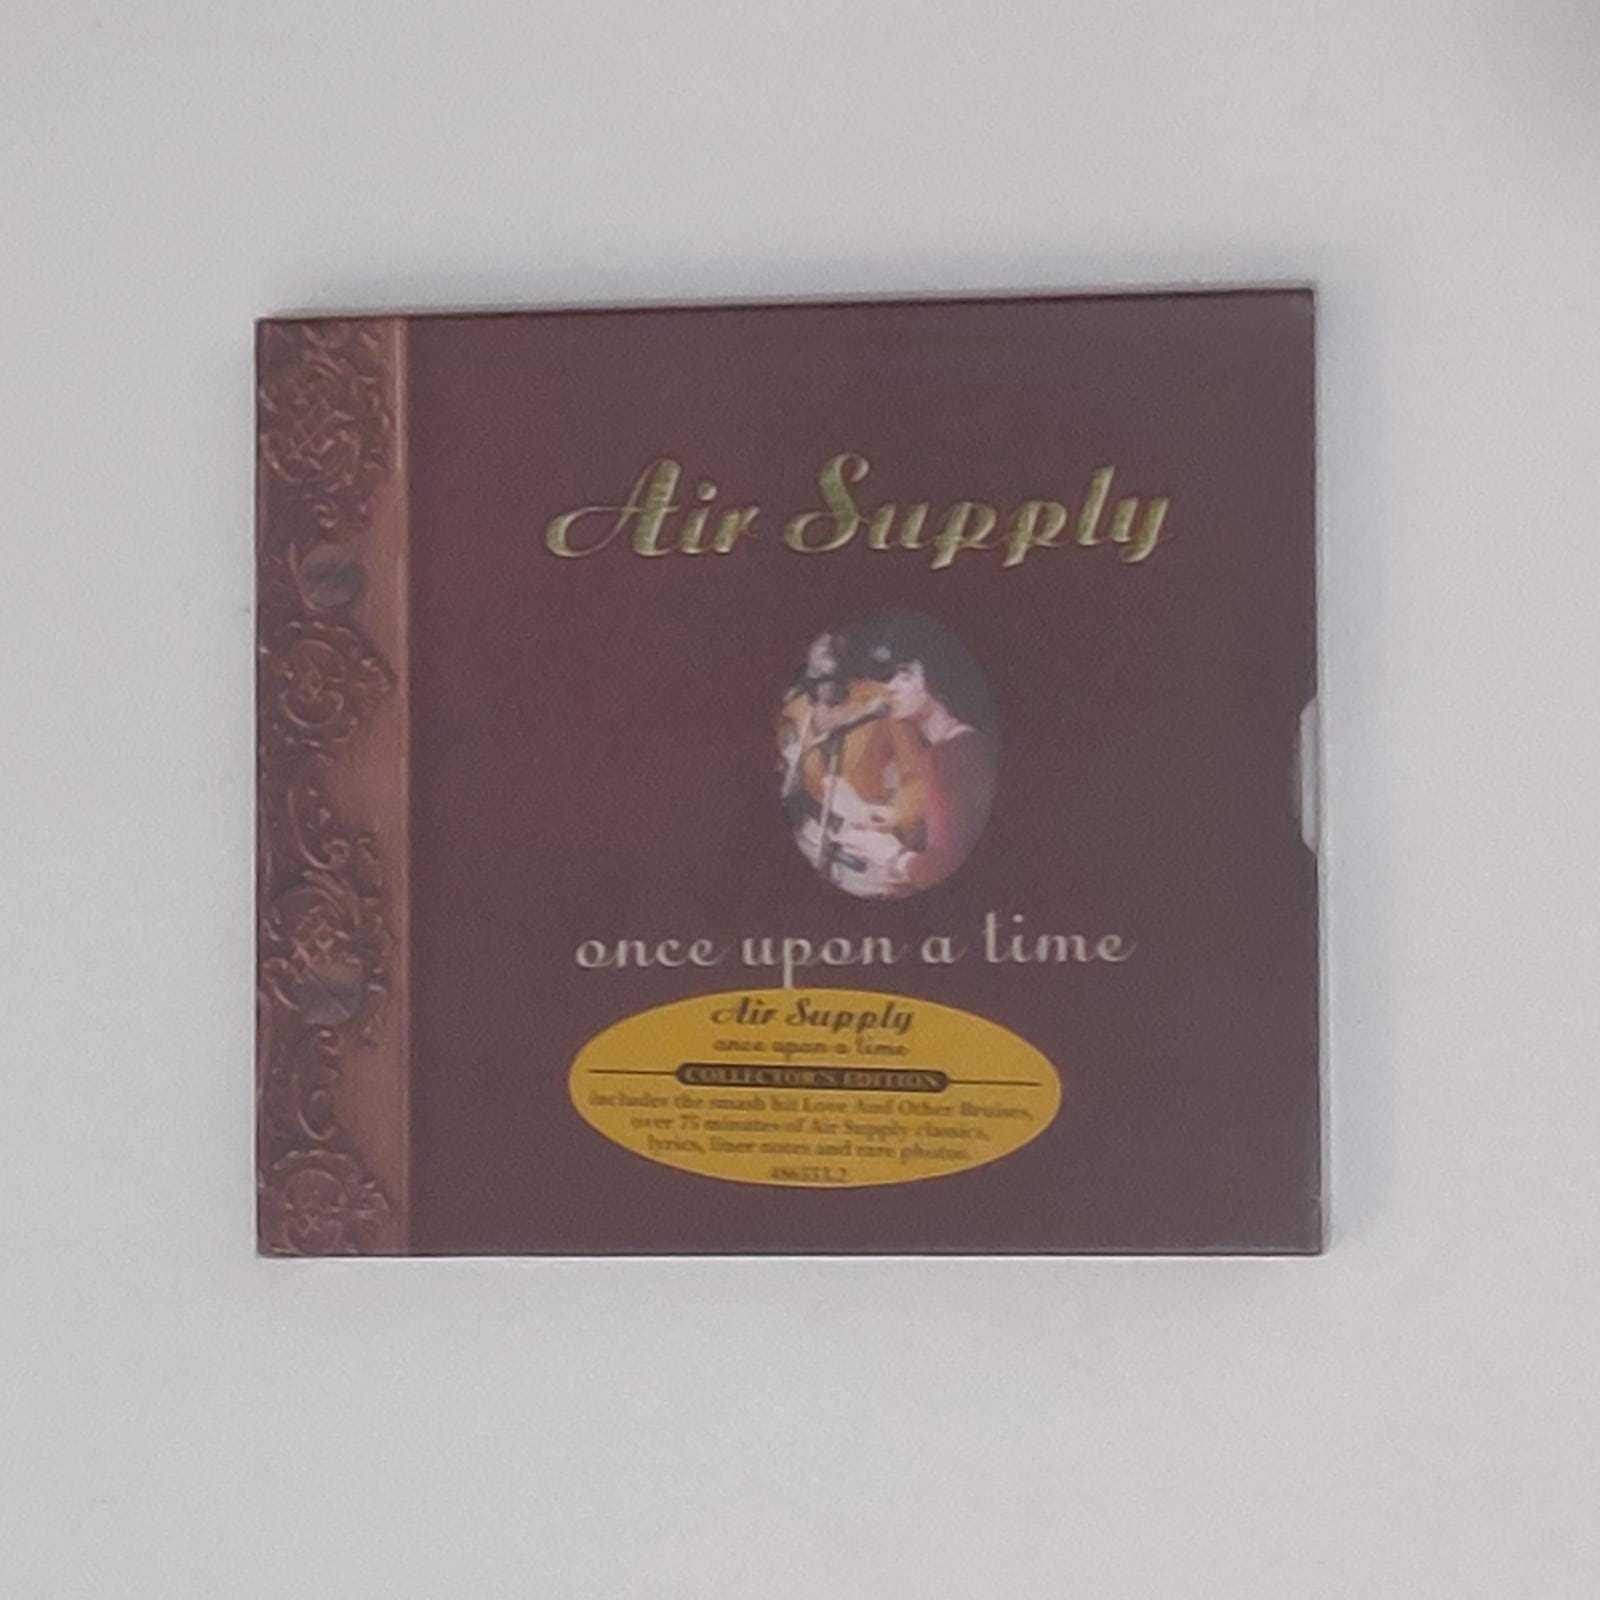 Air Supply
once upon a time
Air Supply
once upon a time
COLLECTOR'S EDITION
includes the smash hit Love And Other Bruises,
over 75 minutes of Air Supply classics,
lyrics, liner notes and rare photos.